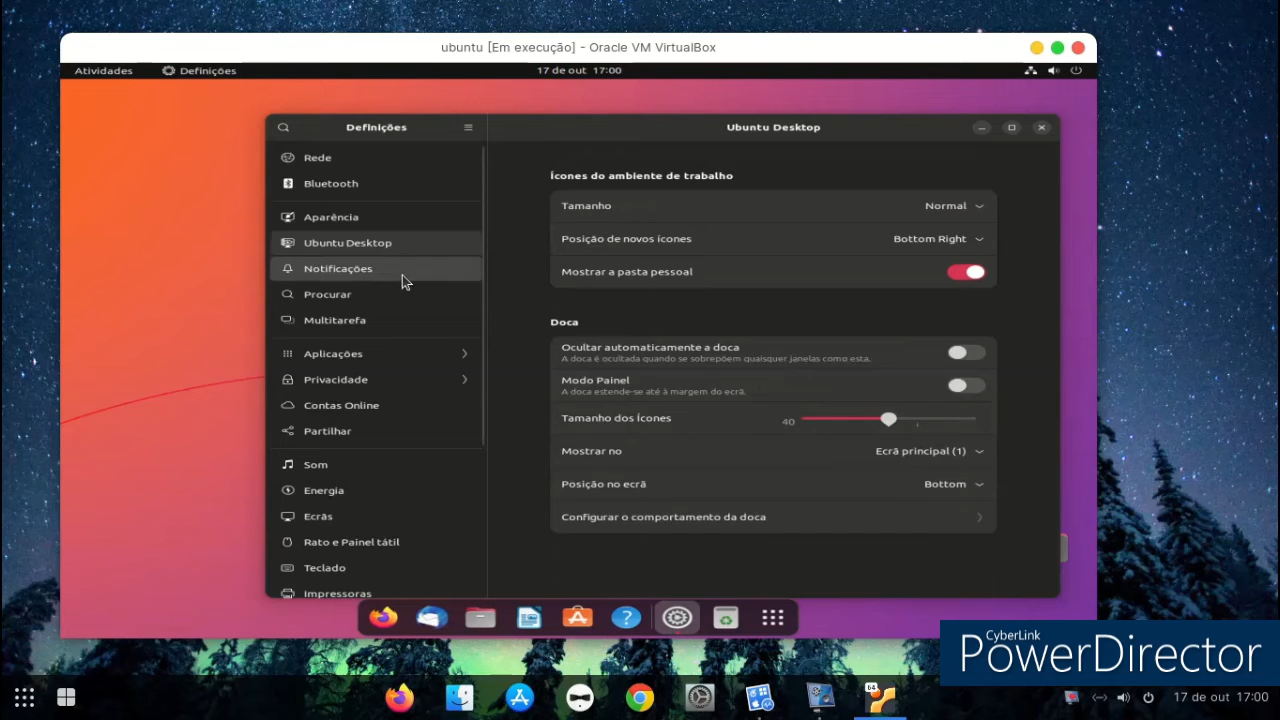 ubuntu [Em execução] - Oracle VM VirtualBox
Atividades
Definições
17 de out 17:00
Definições
Ubuntu Desktop
Rede
Bluetooth
Aparência
Ubuntu Desktop
Notificações
Procurar
Multitarefa
Aplicações
Privacidade
Contas Online
Partilhar
Som
Energia
Ecrãs
Rato e Painel tátil
Teclado
Impressoras
Ícones do ambiente de trabalho
Tamanho
Normal
Posição de novos ícones
Bottom Right
Mostrar a pasta pessoal
Doca
Ocultar automaticamente a doca
A doca é ocultada quando se sobrepõem quaisquer janelas como esta.
Modo Painel
A doca estende-se até à margem do ecrã.
Tamanho dos Ícones
40
Mostrar no
Ecrã principal (1)
Posição no ecrã
Bottom
Configurar o comportamento da doca
CyberLink
PowerDirector
64
17 de out 17:00